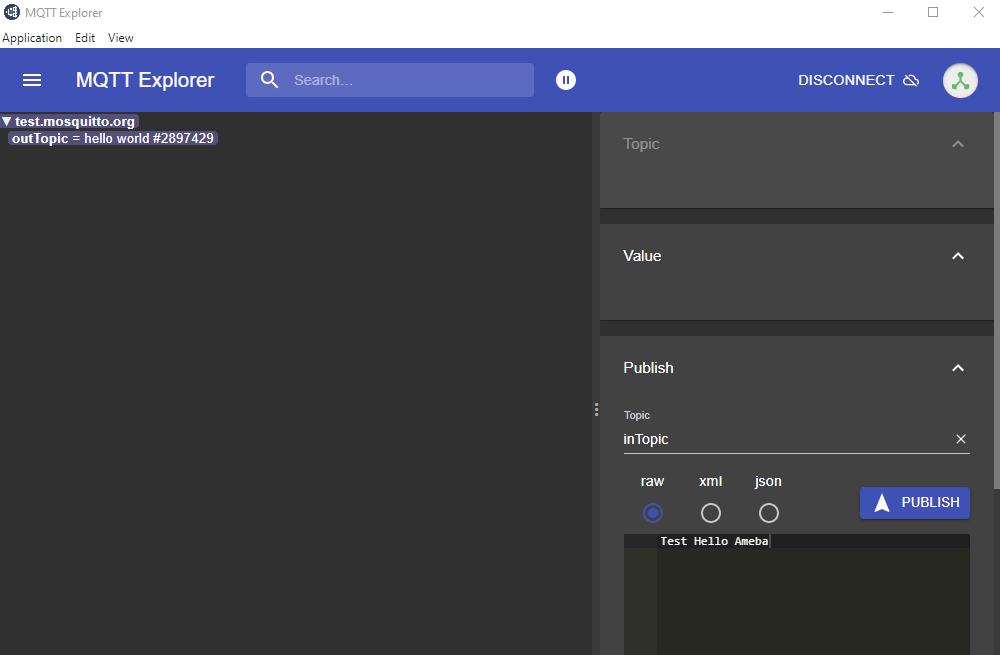 MQTT Explorer
Application Edit View
MQTT Explorer Search... DISCONNECT
▼ test.mosquitto.org
outTopic = hello world #2897429
Topic
Value
Publish
Topic
inTopic
raw xml json
PUBLISH
Test Hello Ameba